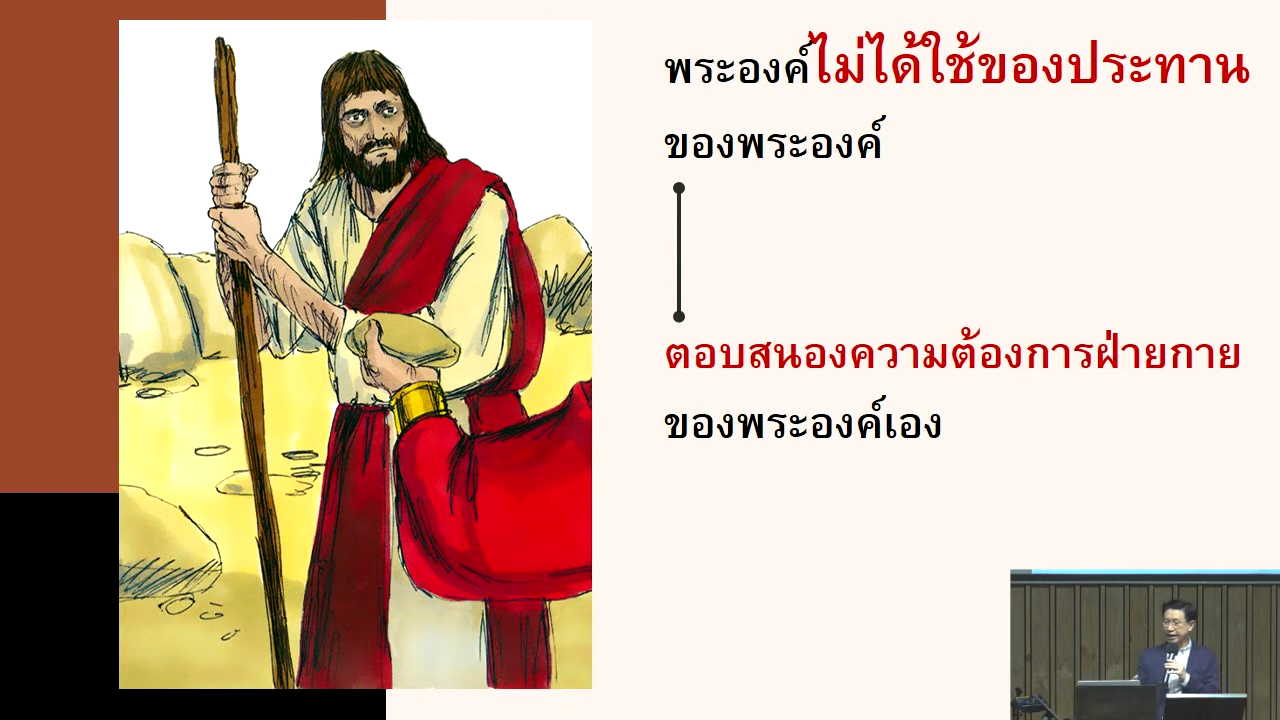 พระองค์ไม่ได้ใช้ของประทาน
ของพระองค์
ตอบสนองความต้องการฝ่ายกาย
ของพระองค์เอง